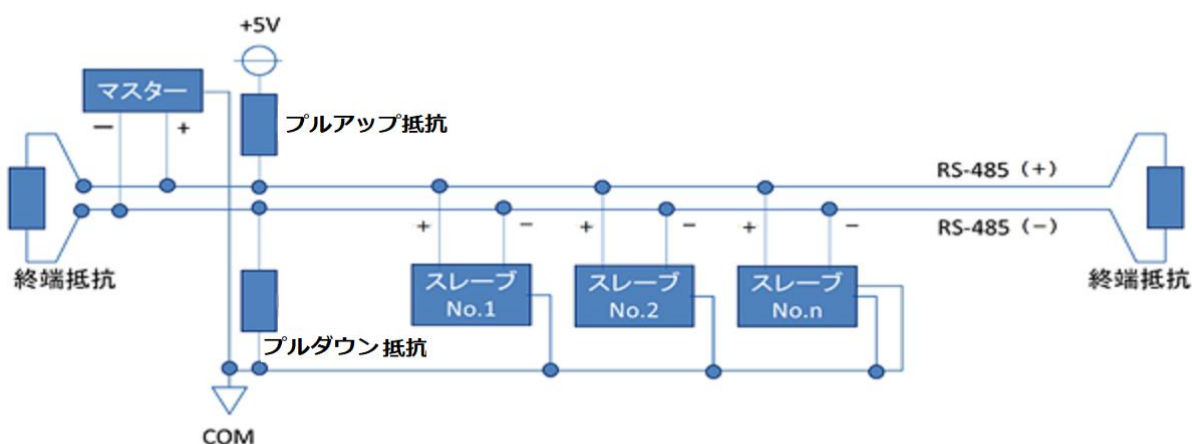 +5V
マスター
— +
プルアップ抵抗
RS-485（+）
RS-485（−）
+ − + − + −
終端抵抗
スレーブ
No.1
スレーブ
No.2
スレーブ
No.n
終端抵抗
プルダウン抵抗
COM